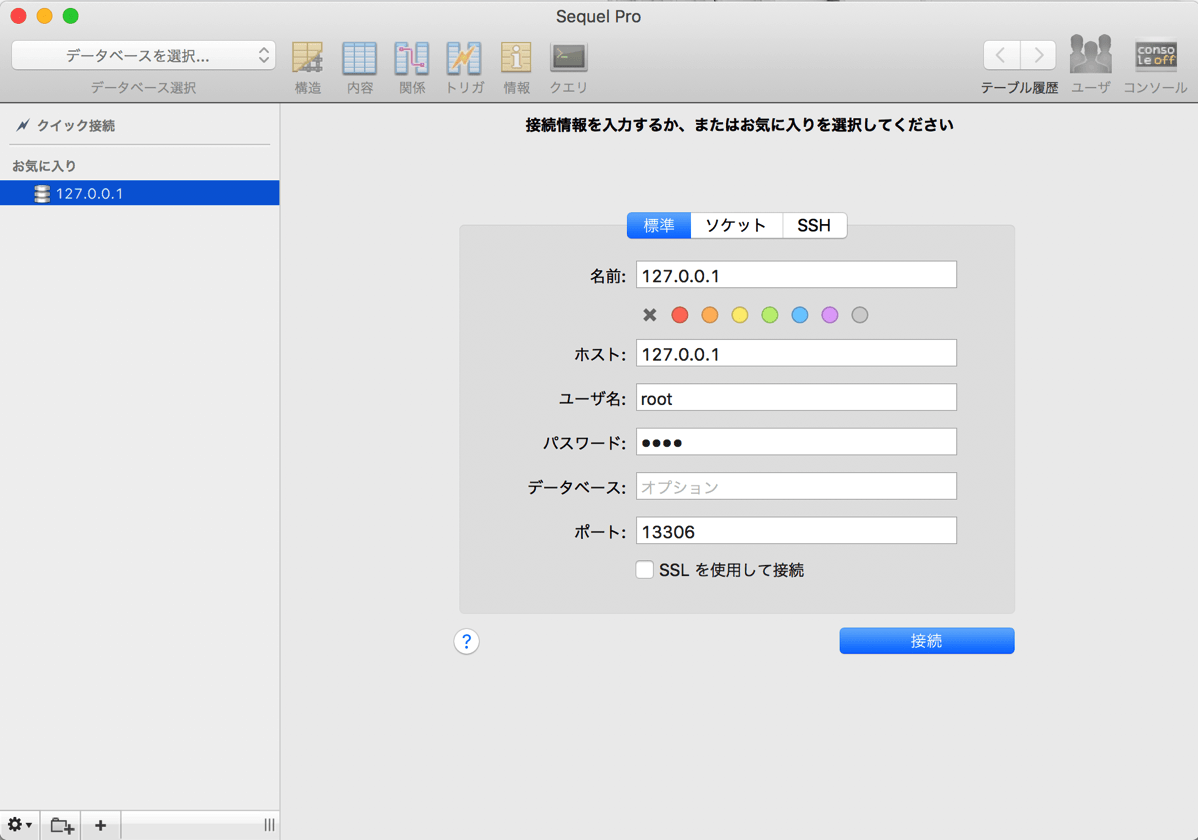 Sequel Pro
データベースを選択...
データベース選択
構造
内容
関係
トリガ
情報
クエリ
テーブル履歴
ユーザ
conso
leoff
コンソール
クイック接続
お気に入り
127.0.0.1
接続情報を入力するか、またはお気に入りを選択してください
標準
ソケット
SSH
名前: 127.0.0.1
ホスト: 127.0.0.1
ユーザ名: root
パスワード: ●●●●
データベース: オプション
ポート: 13306
SSL を使用して接続
?
接続